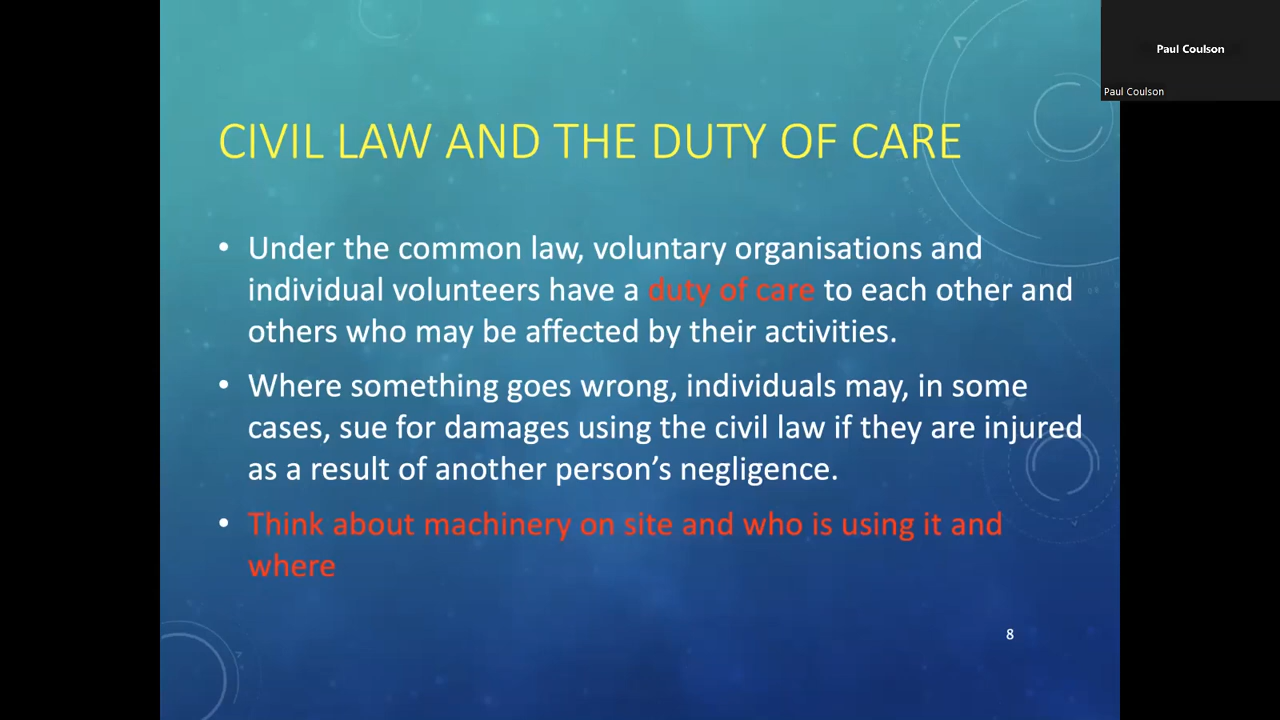 Paul Coulson
Paul Coulson
CIVIL LAW AND THE DUTY OF CARE
• Under the common law, voluntary organisations and
individual volunteers have a duty of care to each other and
others who may be affected by their activities.
• Where something goes wrong, individuals may, in some
cases, sue for damages using the civil law if they are injured
as a result of another person’s negligence.
• Think about machinery on site and who is using it and
where
8